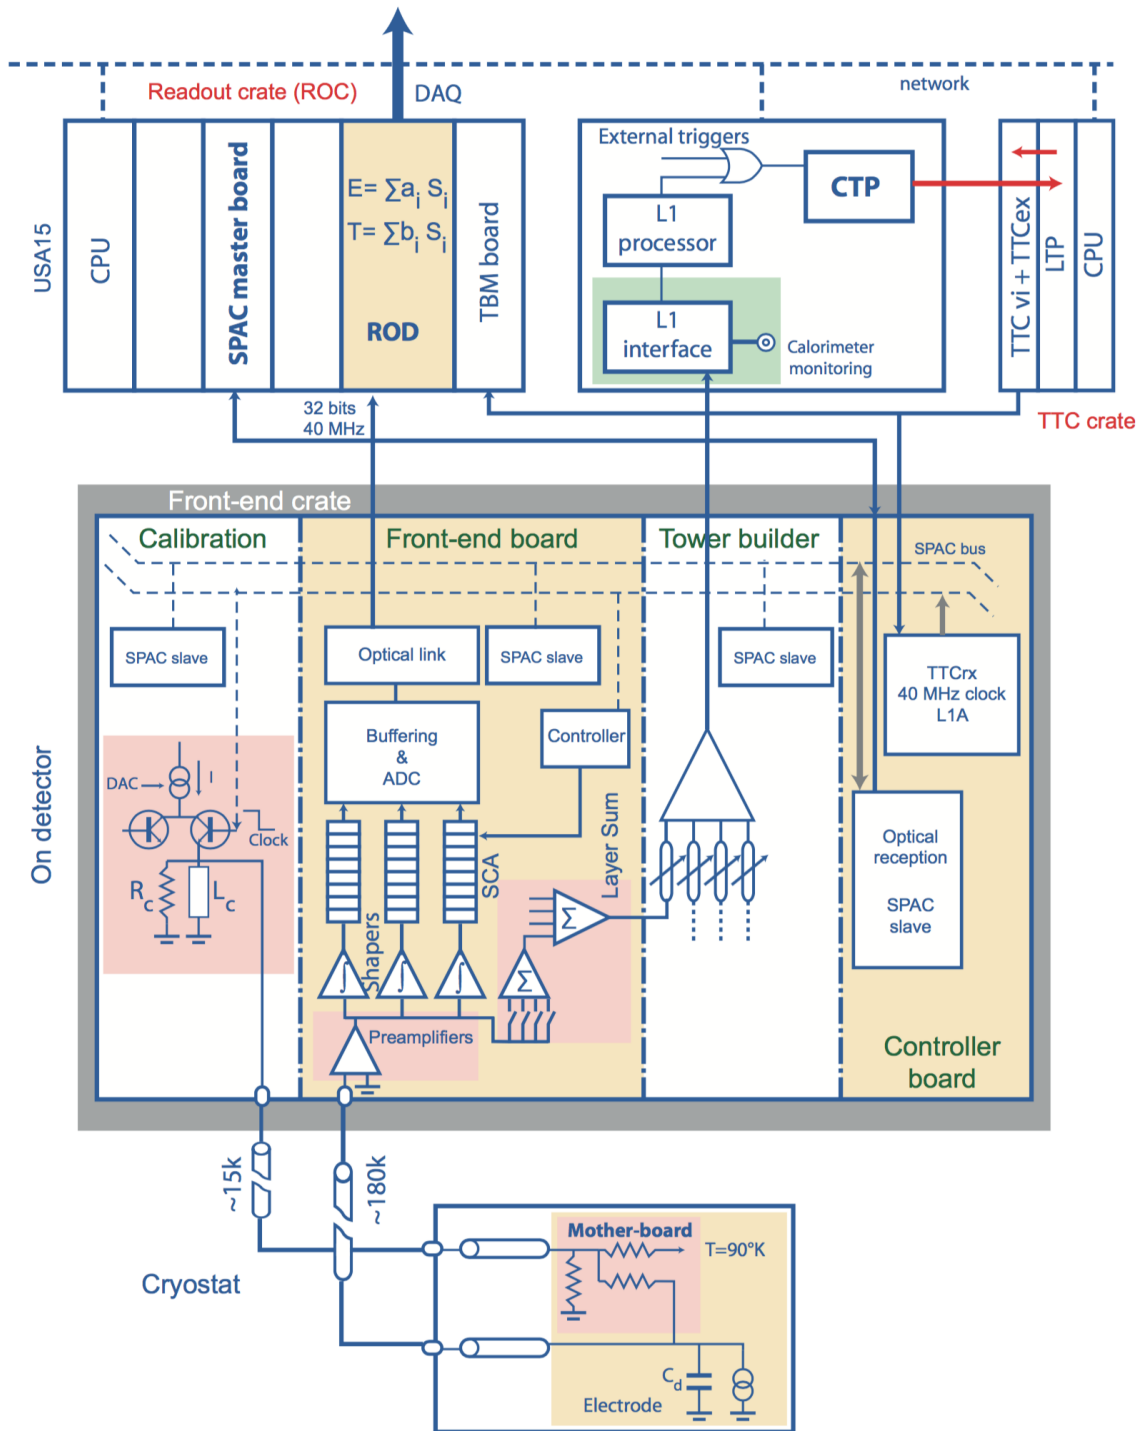 Readout crate (ROC)
DAQ
network
USA15
CPU
SPAC master board
E= ∑aᵢ Sᵢ
T= ∑bᵢ Sᵢ
ROD
TBM board
External triggers
CTP
L1
processor
L1
interface
Calorimeter
monitoring
TTC vi + TTCex
LTP
CPU
TTC crate
32 bits
40 MHz
Front-end crate
On detector
Calibration
Front-end board
Tower builder
SPAC bus
SPAC slave
Optical link
SPAC slave
SPAC slave
TTCrx
40 MHz clock
L1A
Buffering
&
ADC
Controller
DAC
I
Clock
R_c
L_c
SCA
Shapers
∫
∫
∫
Layer Sum
Σ
Σ
Preamplifiers
Optical
reception
SPAC
slave
Controller
board
~15k
~180k
Cryostat
Mother-board
T=90°K
C_d
Electrode